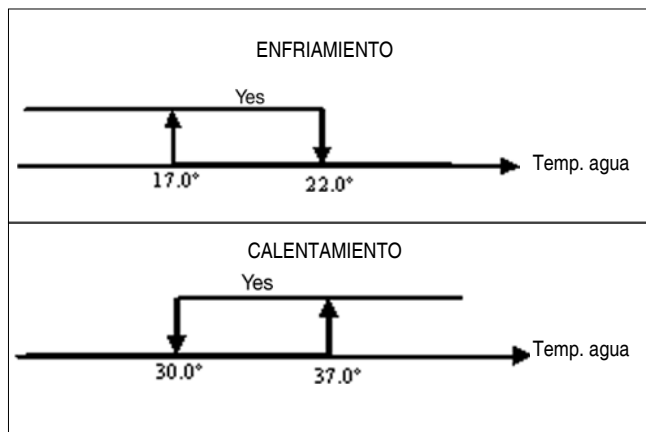 ENFRIAMIENTO
Yes
Temp. agua
17.0°
22.0°
CALENTAMIENTO
Yes
Temp. agua
30.0°
37.0°